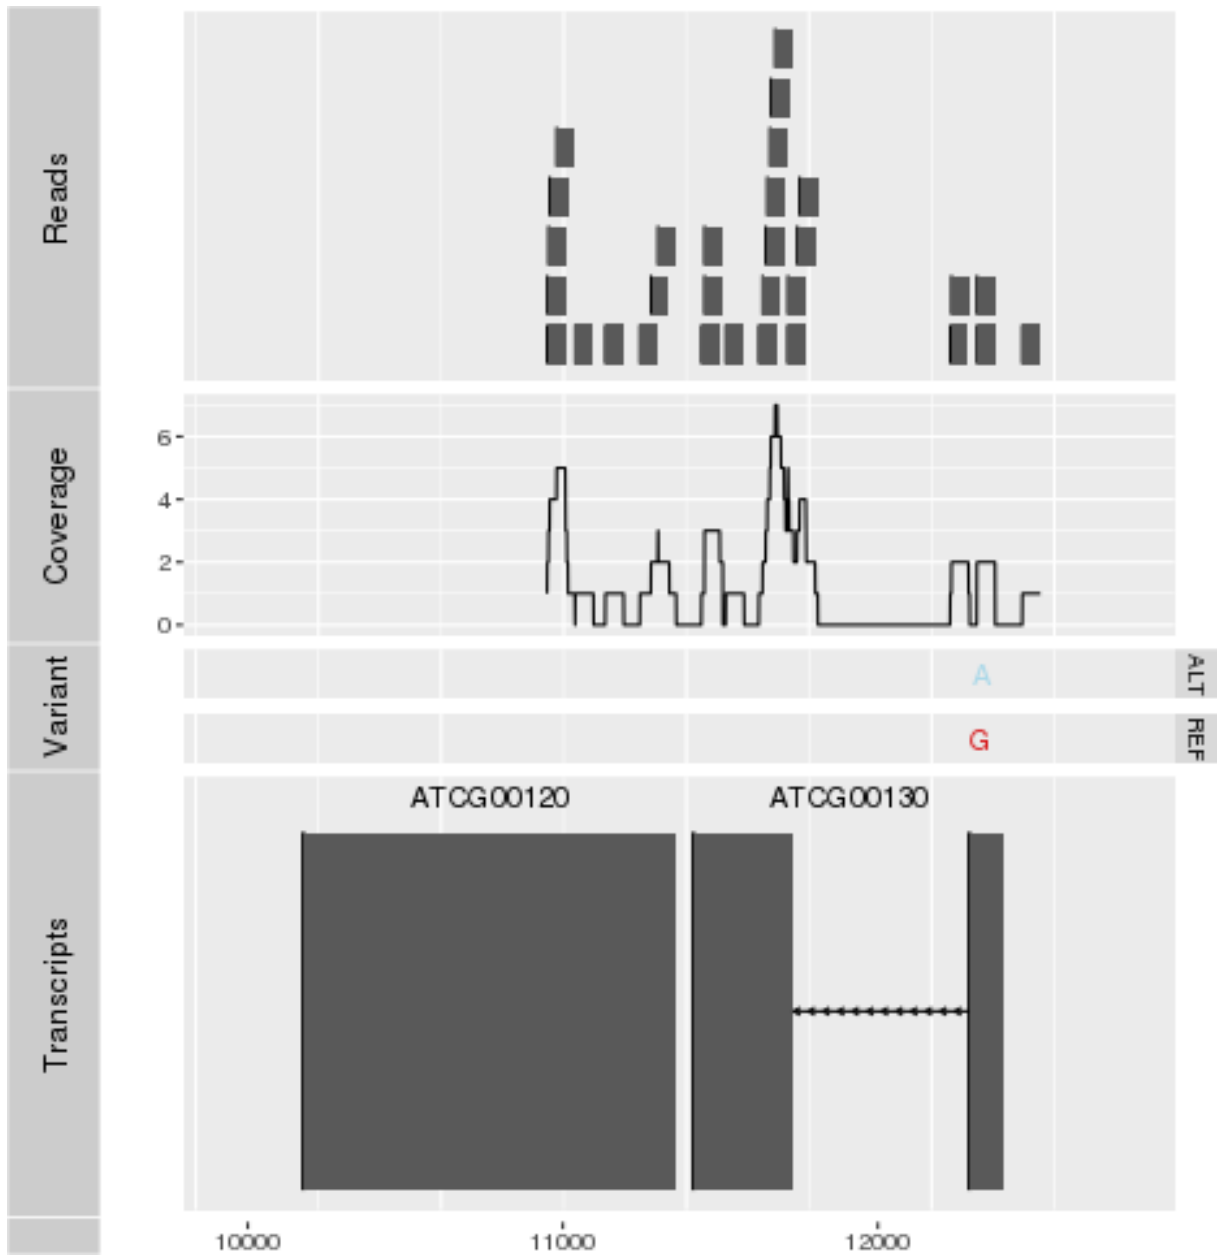 Reads
Coverage
6
4
2
0
Variant
A
ALT
G
REF
Transcripts
ATCG00120
ATCG00130
10000
11000
12000